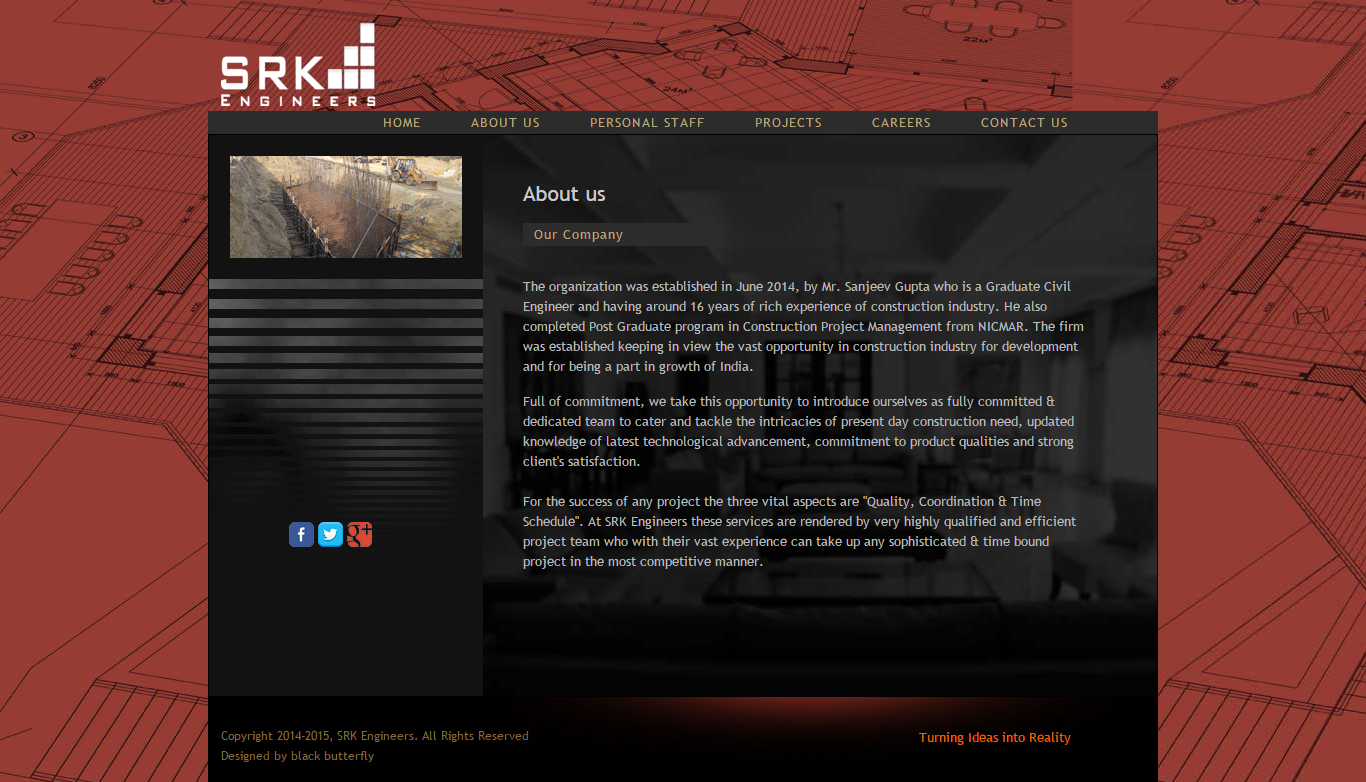 SRK
ENGINEERS
22M²
24M²
HOME ABOUT US PERSONAL STAFF PROJECTS CAREERS CONTACT US
About us
Our Company
The organization was established in June 2014, by Mr. Sanjeev Gupta who is a Graduate Civil
Engineer and having around 16 years of rich experience of construction industry. He also
completed Post Graduate program in Construction Project Management from NICMAR. The firm
was established keeping in view the vast opportunity in construction industry for development
and for being a part in growth of India.
Full of commitment, we take this opportunity to introduce ourselves as fully committed &
dedicated team to cater and tackle the intricacies of present day construction need, updated
knowledge of latest technological advancement, commitment to product qualities and strong
client's satisfaction.
For the success of any project the three vital aspects are "Quality, Coordination & Time
Schedule". At SRK Engineers these services are rendered by very highly qualified and efficient
project team who with their vast experience can take up any sophisticated & time bound
project in the most competitive manner.
Copyright 2014-2015, SRK Engineers. All Rights Reserved
Designed by black butterfly
Turning Ideas into Reality